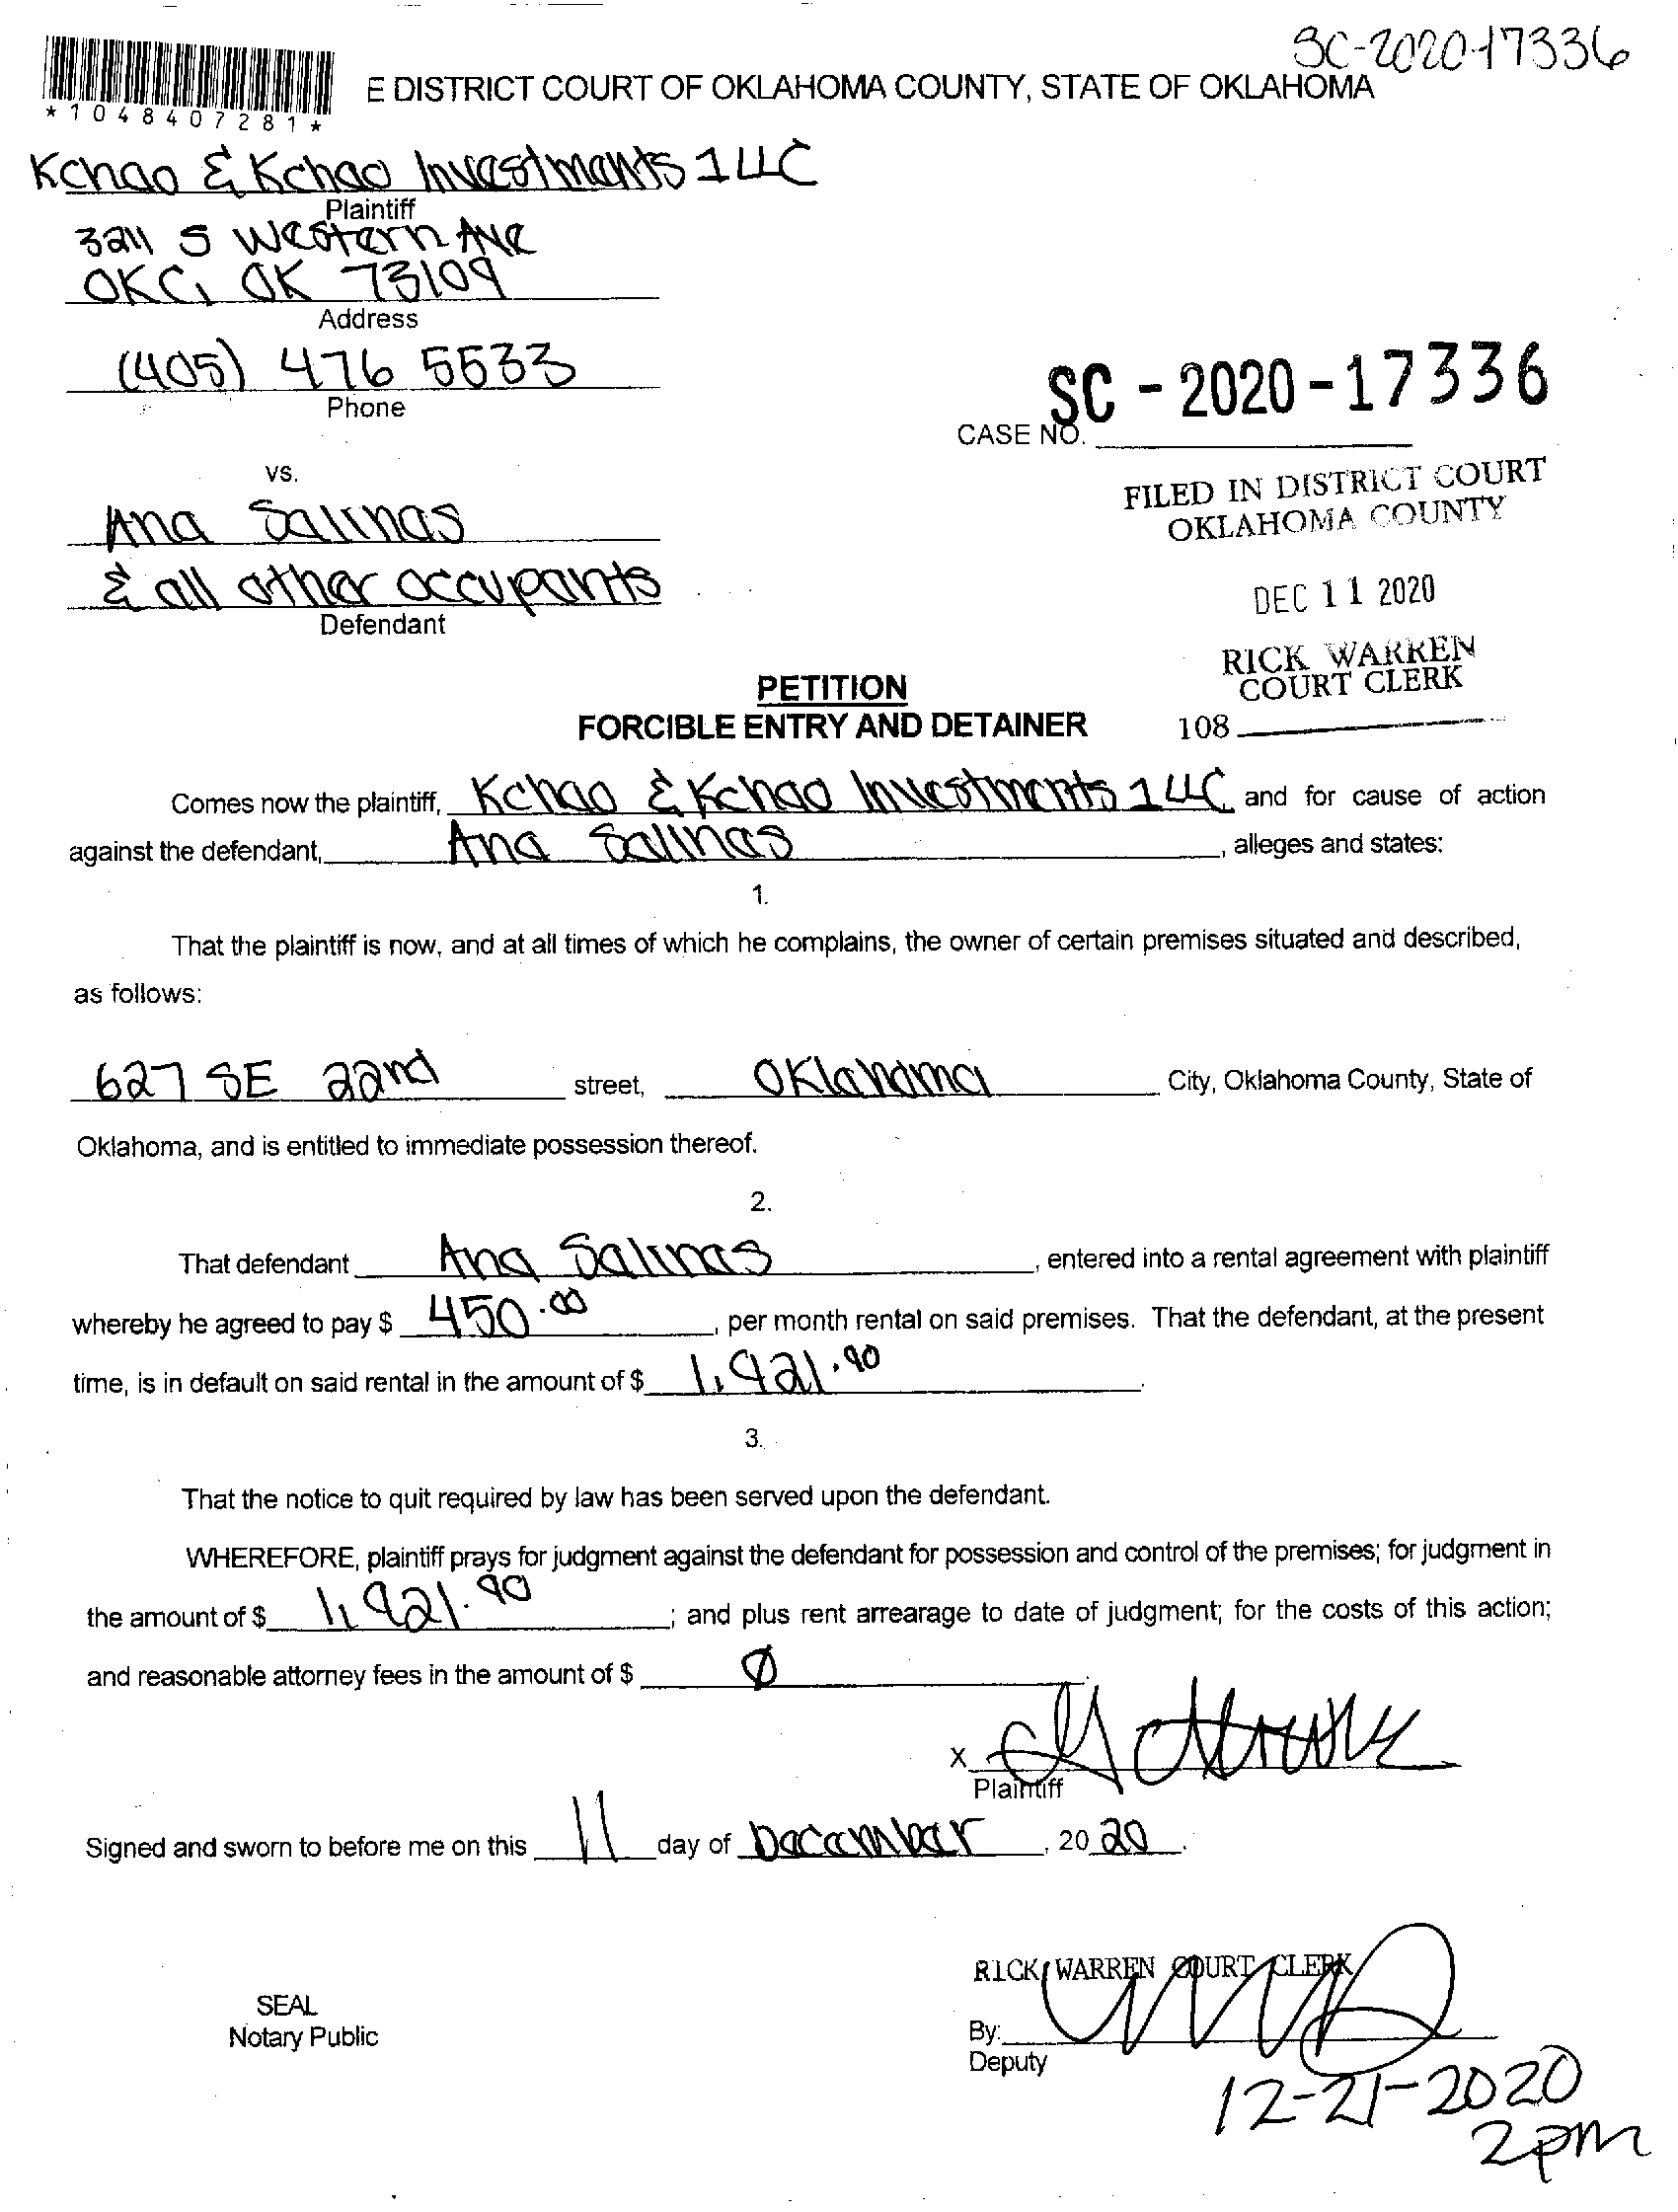 SC-2020-17336
*1048407281*
E DISTRICT COURT OF OKLAHOMA COUNTY, STATE OF OKLAHOMA
Kchao & Kchao Investments 1 LLC
Plaintiff
3211 S Western Ave
OKC, OK 73109
Address
(405) 476 5533
Phone
SC - 2020 - 17336
CASE NO.
vs.
FILED IN DISTRICT COURT
OKLAHOMA COUNTY
Ana Salinas
& all other occupants
Defendant
DEC 11 2020
RICK WARREN
COURT CLERK
108
PETITION
FORCIBLE ENTRY AND DETAINER
Comes now the plaintiff, Kchao & Kchao Investments 1 LLC and for cause of action
against the defendant, Ana Salinas, alleges and states:
1.
That the plaintiff is now, and at all times of which he complains, the owner of certain premises situated and described,
as follows:
627 SE 22nd street, Oklahoma City, Oklahoma County, State of
Oklahoma, and is entitled to immediate possession thereof.
2.
That defendant Ana Salinas, entered into a rental agreement with plaintiff
whereby he agreed to pay $ 450.00, per month rental on said premises. That the defendant, at the present
time, is in default on said rental in the amount of $ 1,921.90.
3.
That the notice to quit required by law has been served upon the defendant.
WHEREFORE, plaintiff prays for judgment against the defendant for possession and control of the premises; for judgment in
the amount of $ 1,921.90; and plus rent arrearage to date of judgment; for the costs of this action;
and reasonable attorney fees in the amount of $ Ø.
X
Plaintiff
Signed and sworn to before me on this 11 day of December, 20 20.
RICK WARREN COURT CLERK
SEAL
Notary Public
By:
Deputy
12-21-2020
2pm